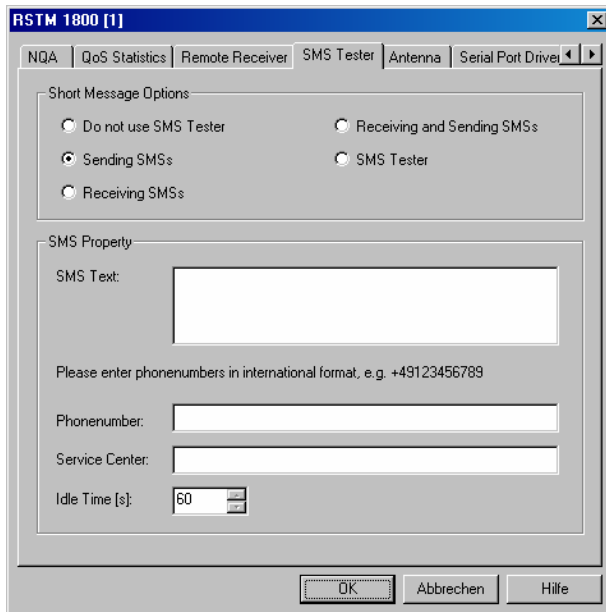 RSTM 1800 [1]
NQA QoS Statistics Remote Receiver SMS Tester Antenna Serial Port Driver
Short Message Options
Do not use SMS Tester Receiving and Sending SMSs
Sending SMSs SMS Tester
Receiving SMSs
SMS Property
SMS Text:
Please enter phonenumbers in international format, e.g. +49123456789
Phonenumber:
Service Center:
Idle Time [s]: 60
OK Abbrechen Hilfe